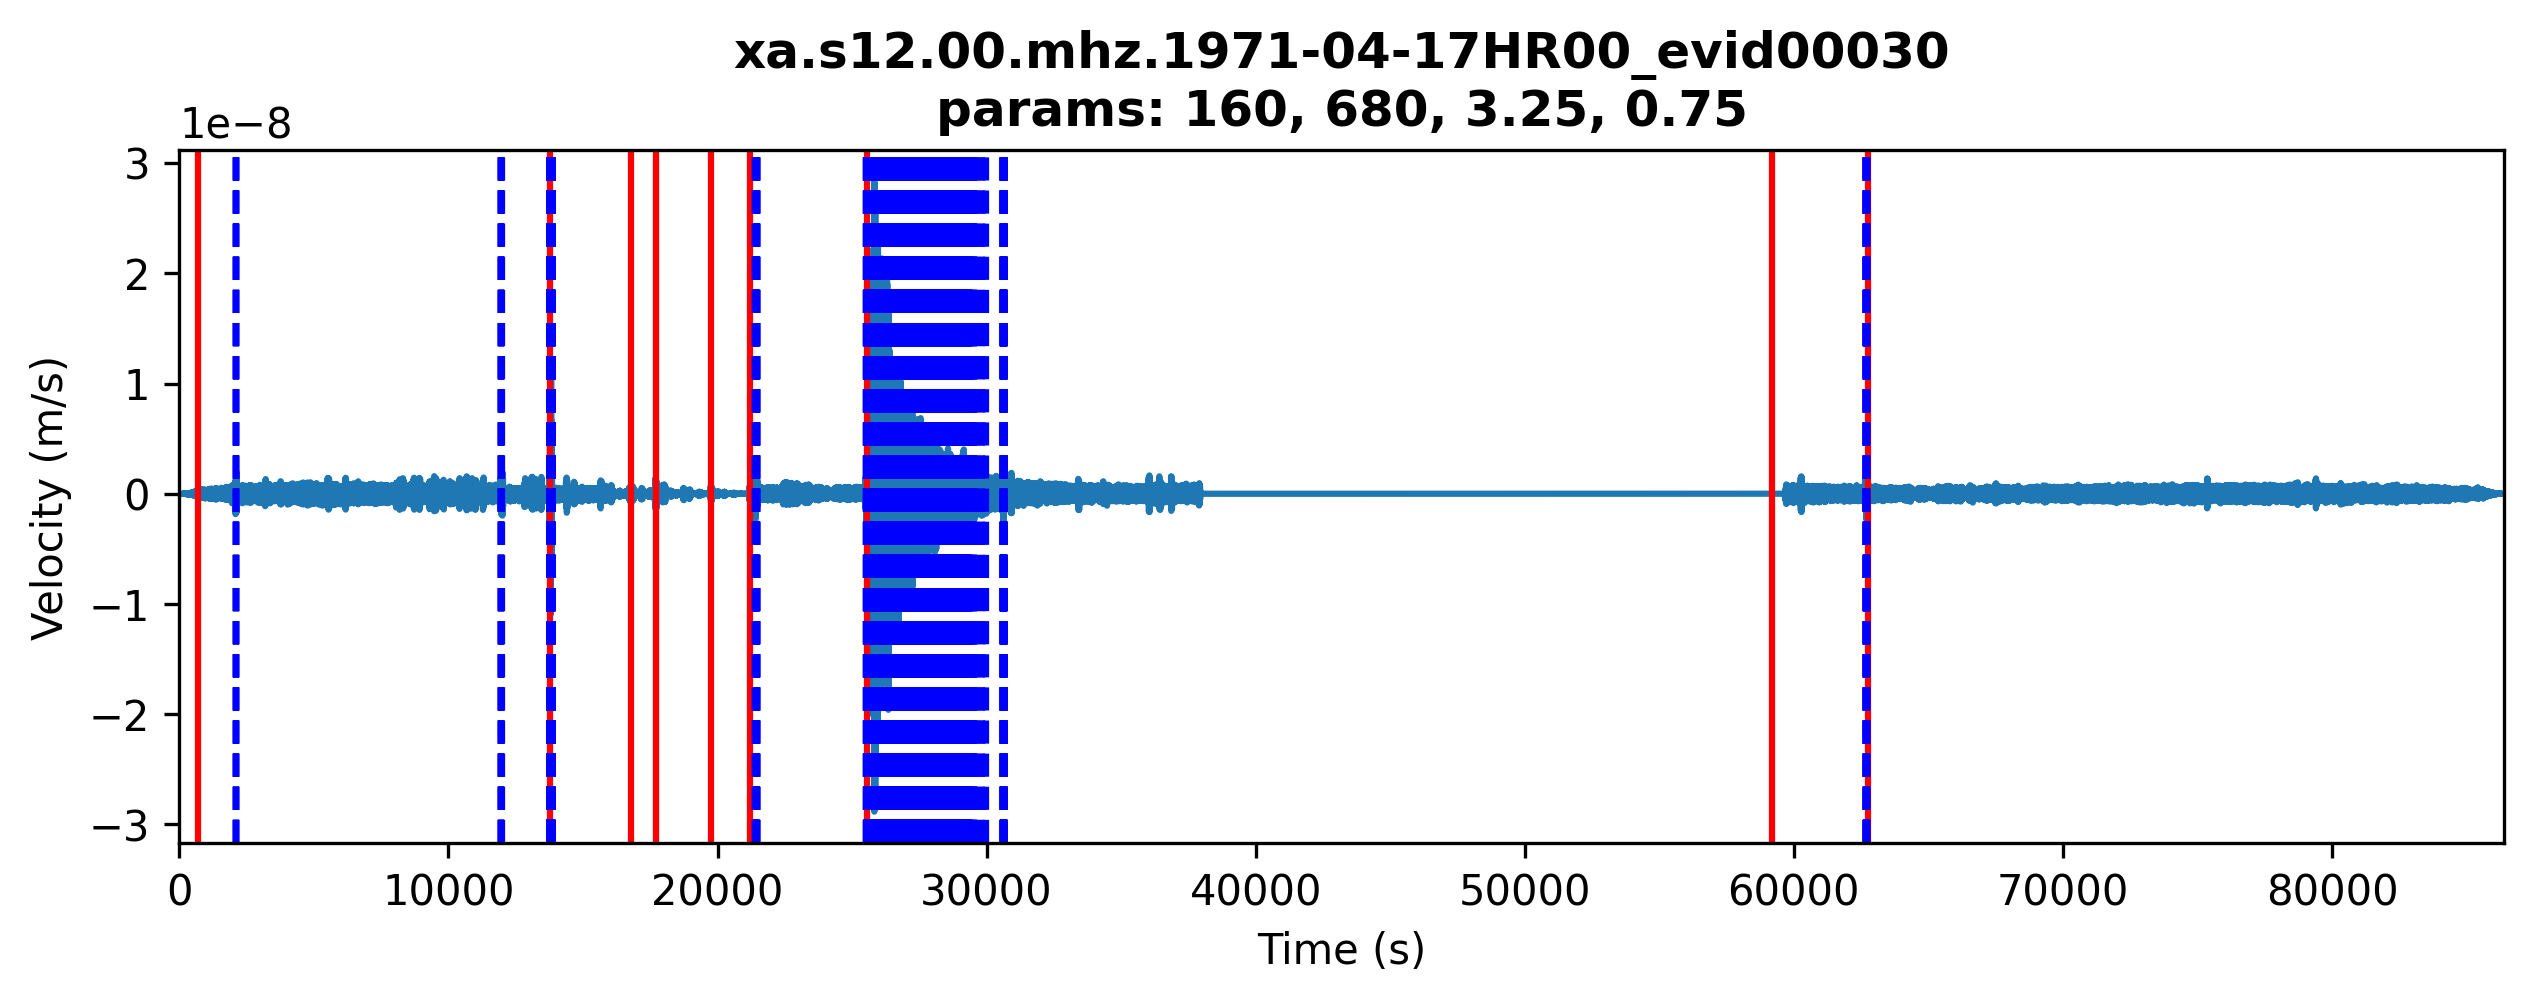 xa.s12.00.mhz.1971-04-17HR00_evid00030
params: 160, 680, 3.25, 0.75
1e−8
3
2
1
0
−1
−2
−3
Velocity (m/s)
0 10000 20000 30000 40000 50000 60000 70000 80000
Time (s)